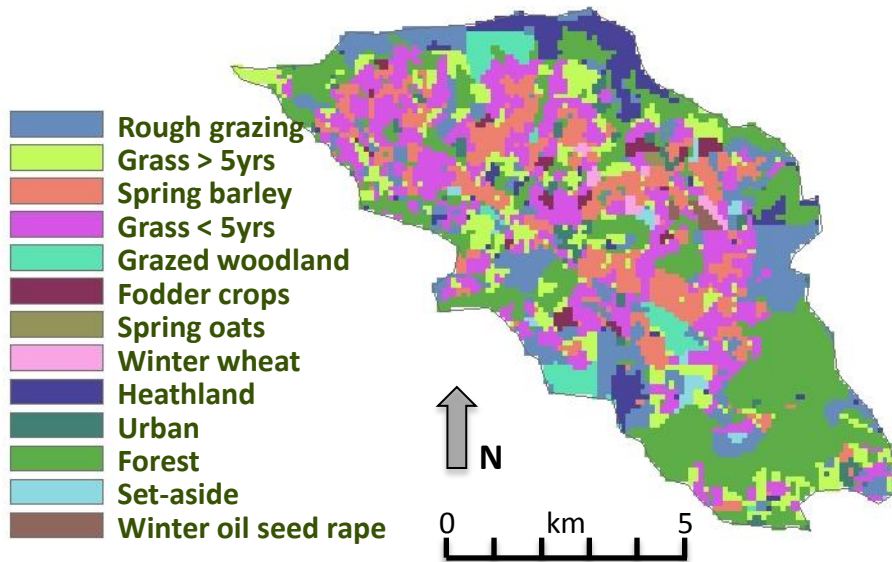 Rough grazing
Grass > 5yrs
Spring barley
Grass < 5yrs
Grazed woodland
Fodder crops
Spring oats
Winter wheat
Heathland
Urban
Forest
Set-aside
Winter oil seed rape
N
0 km 5